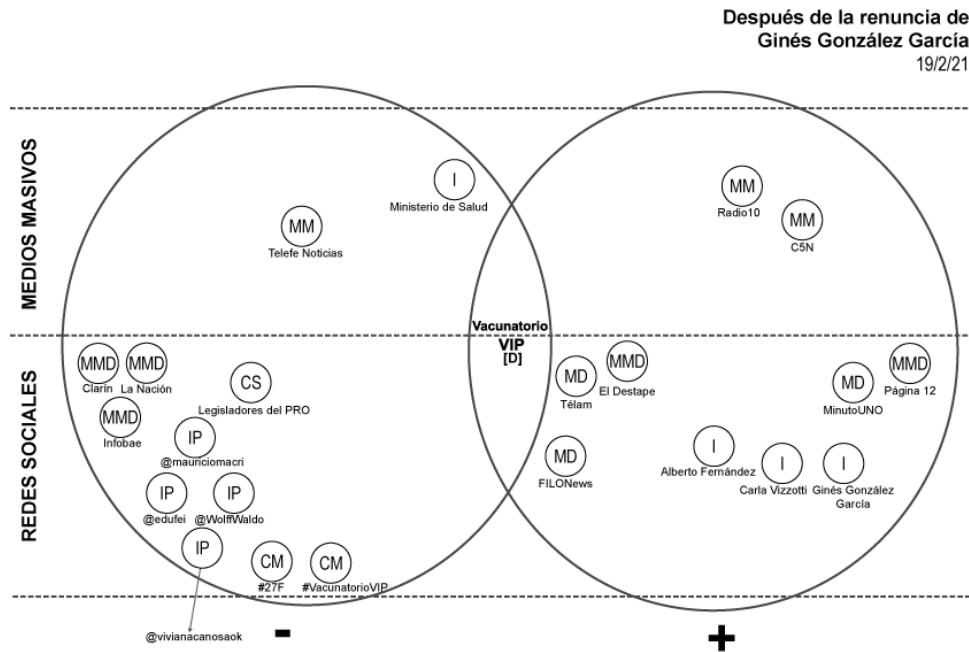 Después de la renuncia de
Ginés González García
19/2/21
MEDIOS MASIVOS
I
Ministerio de Salud
MM
Telefe Noticias
MM
Radio10
MM
C5N
Vacunatorio
VIP
[D]
REDES SOCIALES
MMD
Clarín
MMD
La Nación
MMD
Infobae
CS
Legisladores del PRO
IP
@mauriciomacri
IP
@edufei
IP
@WolffWaldo
IP
@vivianacanosaok
CM
#27F
CM
#VacunatorioVIP
MD
Télam
MMD
El Destape
MD
FILONews
MD
MinutoUNO
MMD
Página 12
I
Alberto Fernández
I
Carla Vizzotti
I
Ginés González
García
-
+